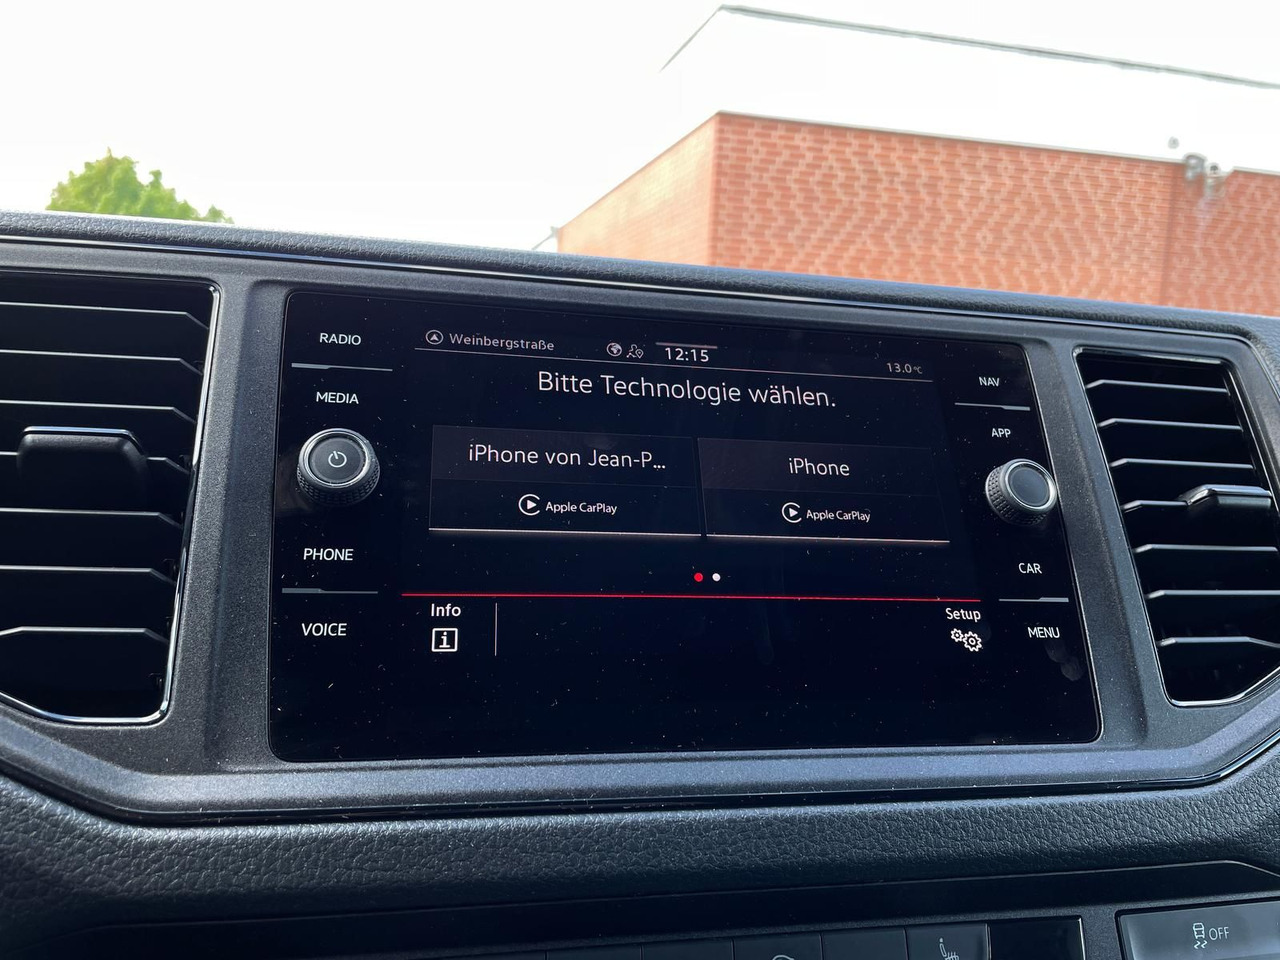 RADIO
MEDIA
PHONE
VOICE
Weinbergstraße
12:15
13.0°C
Bitte Technologie wählen.
iPhone von Jean-P...
Apple CarPlay
iPhone
Apple CarPlay
Info
i
Setup
NAV
APP
CAR
MENU
OFF